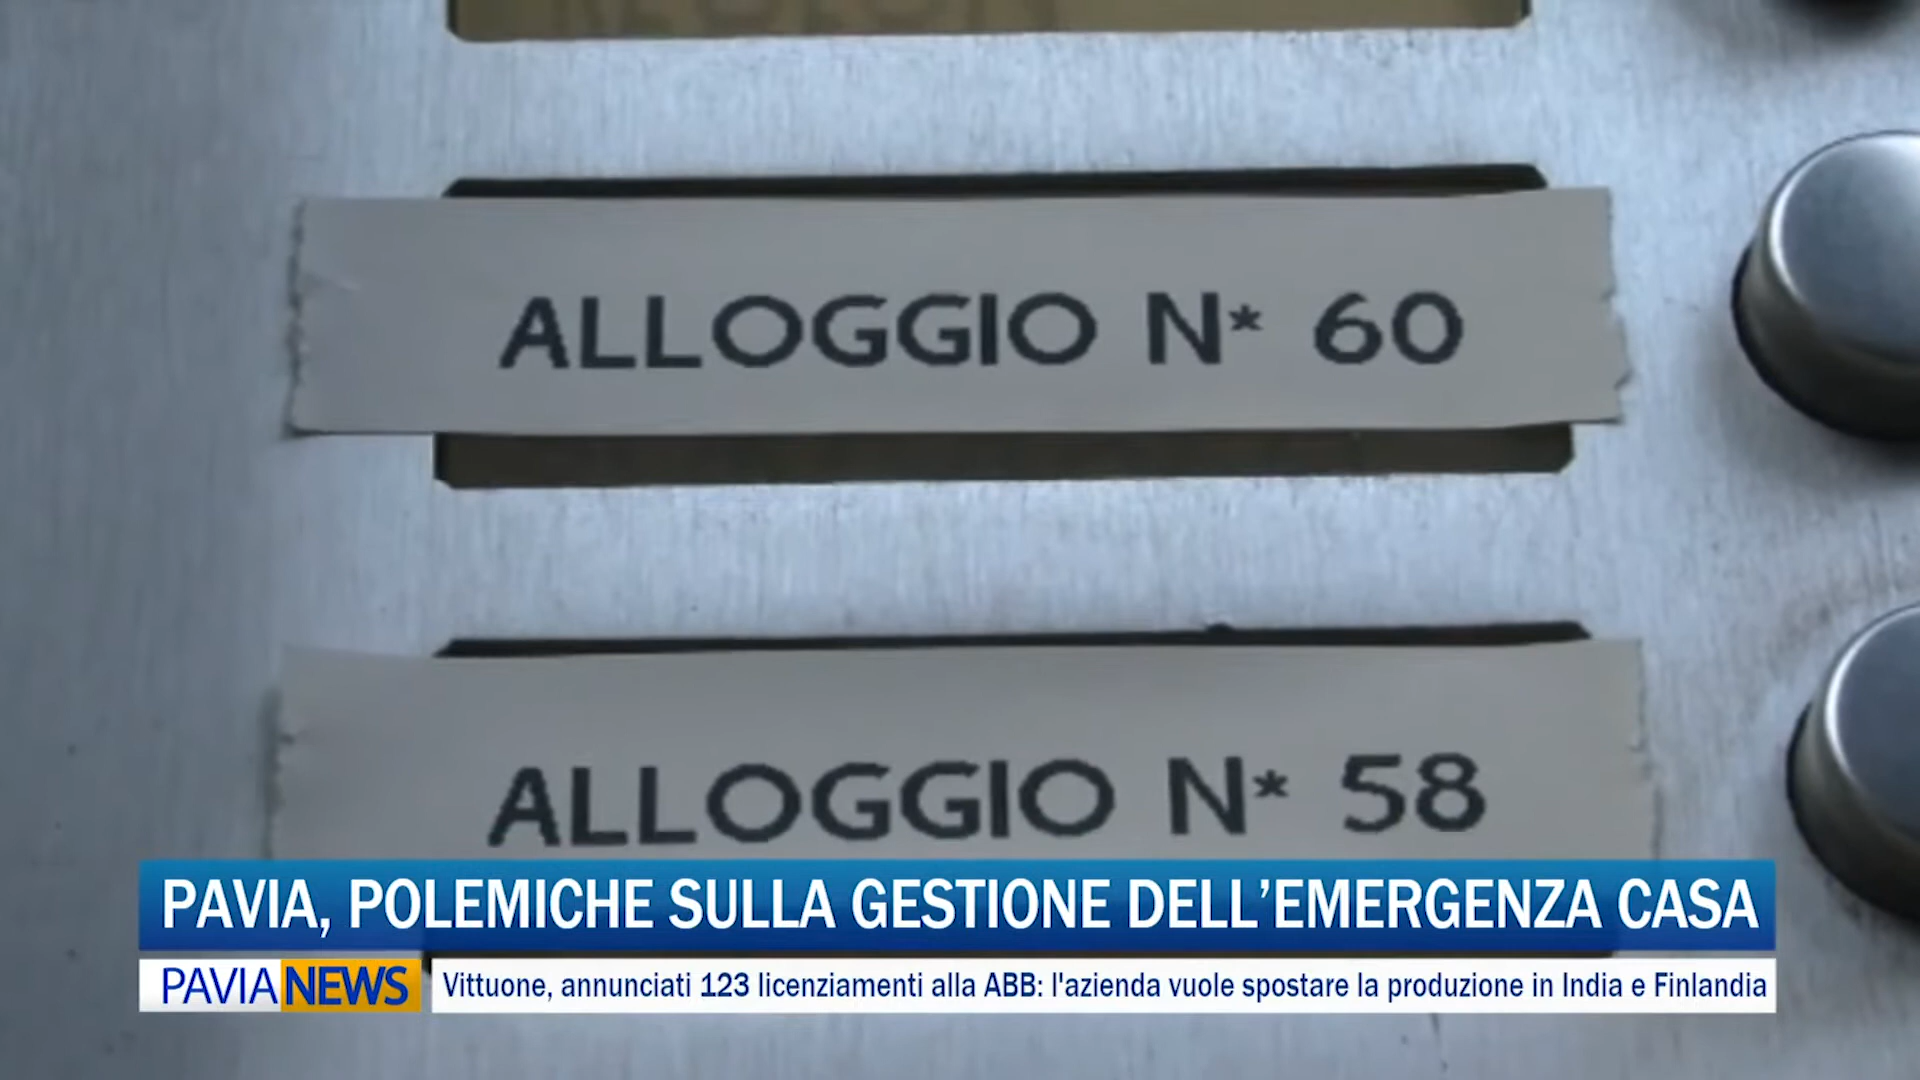 ALLOGGIO N* 60
ALLOGGIO N* 58
PAVIA, POLEMICHE SULLA GESTIONE DELL’EMERGENZA CASA
PAVIANEWS Vittuone, annunciati 123 licenziamenti alla ABB: l'azienda vuole spostare la produzione in India e Finlandia